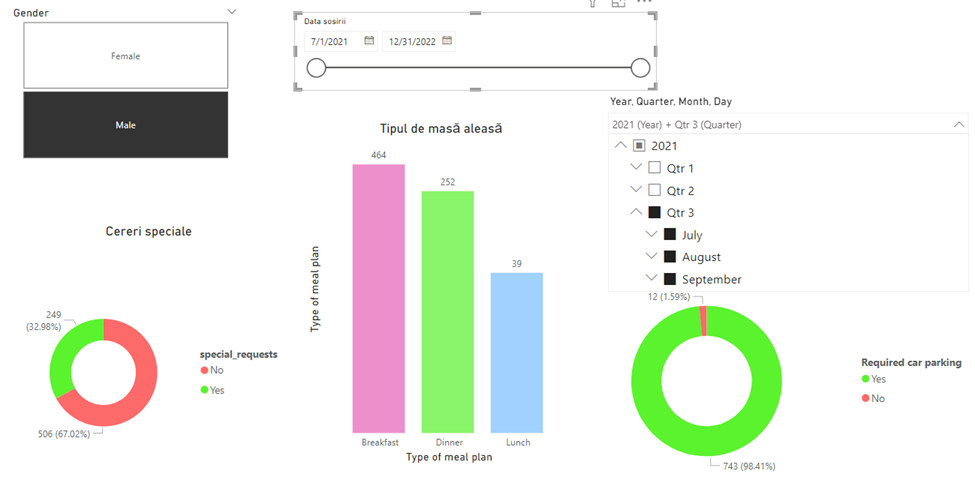 Gender
Female
Male
Data sosirii
7/1/2021
12/31/2022
Year, Quarter, Month, Day
2021 (Year) + Qtr 3 (Quarter)
2021
Qtr 1
Qtr 2
Qtr 3
July
August
September
Cereri speciale
249
(32.98%)
506 (67.02%)
special_requests
No
Yes
Tipul de masă aleasă
Type of meal plan
464
252
39
Breakfast
Dinner
Lunch
Type of meal plan
12 (1.59%)
743 (98.41%)
Required car parking
Yes
No